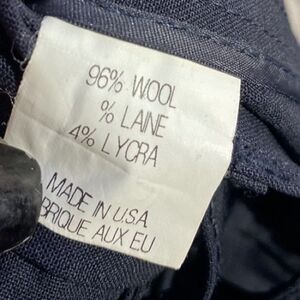 96% WOOL
% LAINE
4% LYCRA
MADE IN U.S.A
BRIQUE AUX EU